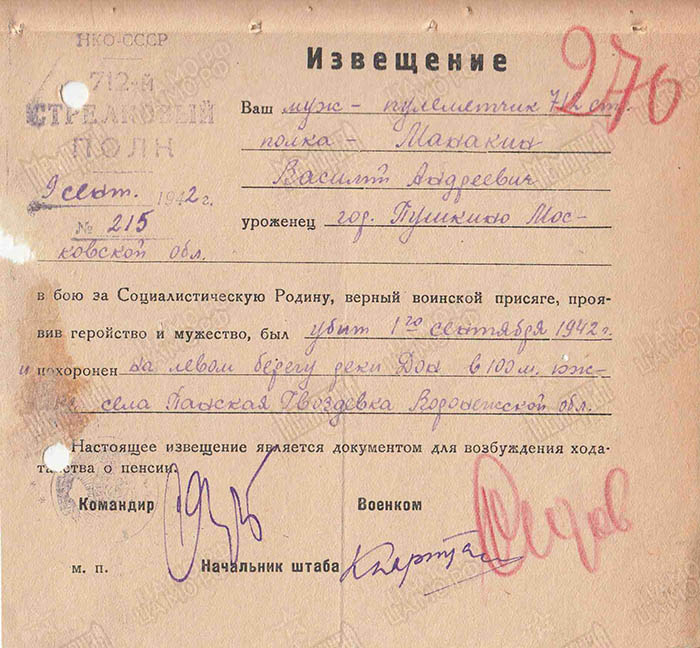 НКО-СССР
712-й
СТРЕЛКОВЫЙ
ПОЛК
9 сент. 1942 г.
№ 215
Извещение
276
Ваш муж - пулеметчик 712 стр.
полка - Манакин
Василий Андреевич
уроженец гор. Пушкино Мос-
ковской обл.
в бою за Социалистическую Родину, верный воинской присяге, проя-
вив геройство и мужество, был убит 1го сентября 1942 г.
и похоронен на левом берегу реки Дон в 100 м. юж-
села Панская Гвоздевка Воронежской обл.
Настоящее извещение является документом для возбуждения хода-
тайства о пенсии.
Командир
Военком
м. п.
Начальник штаба